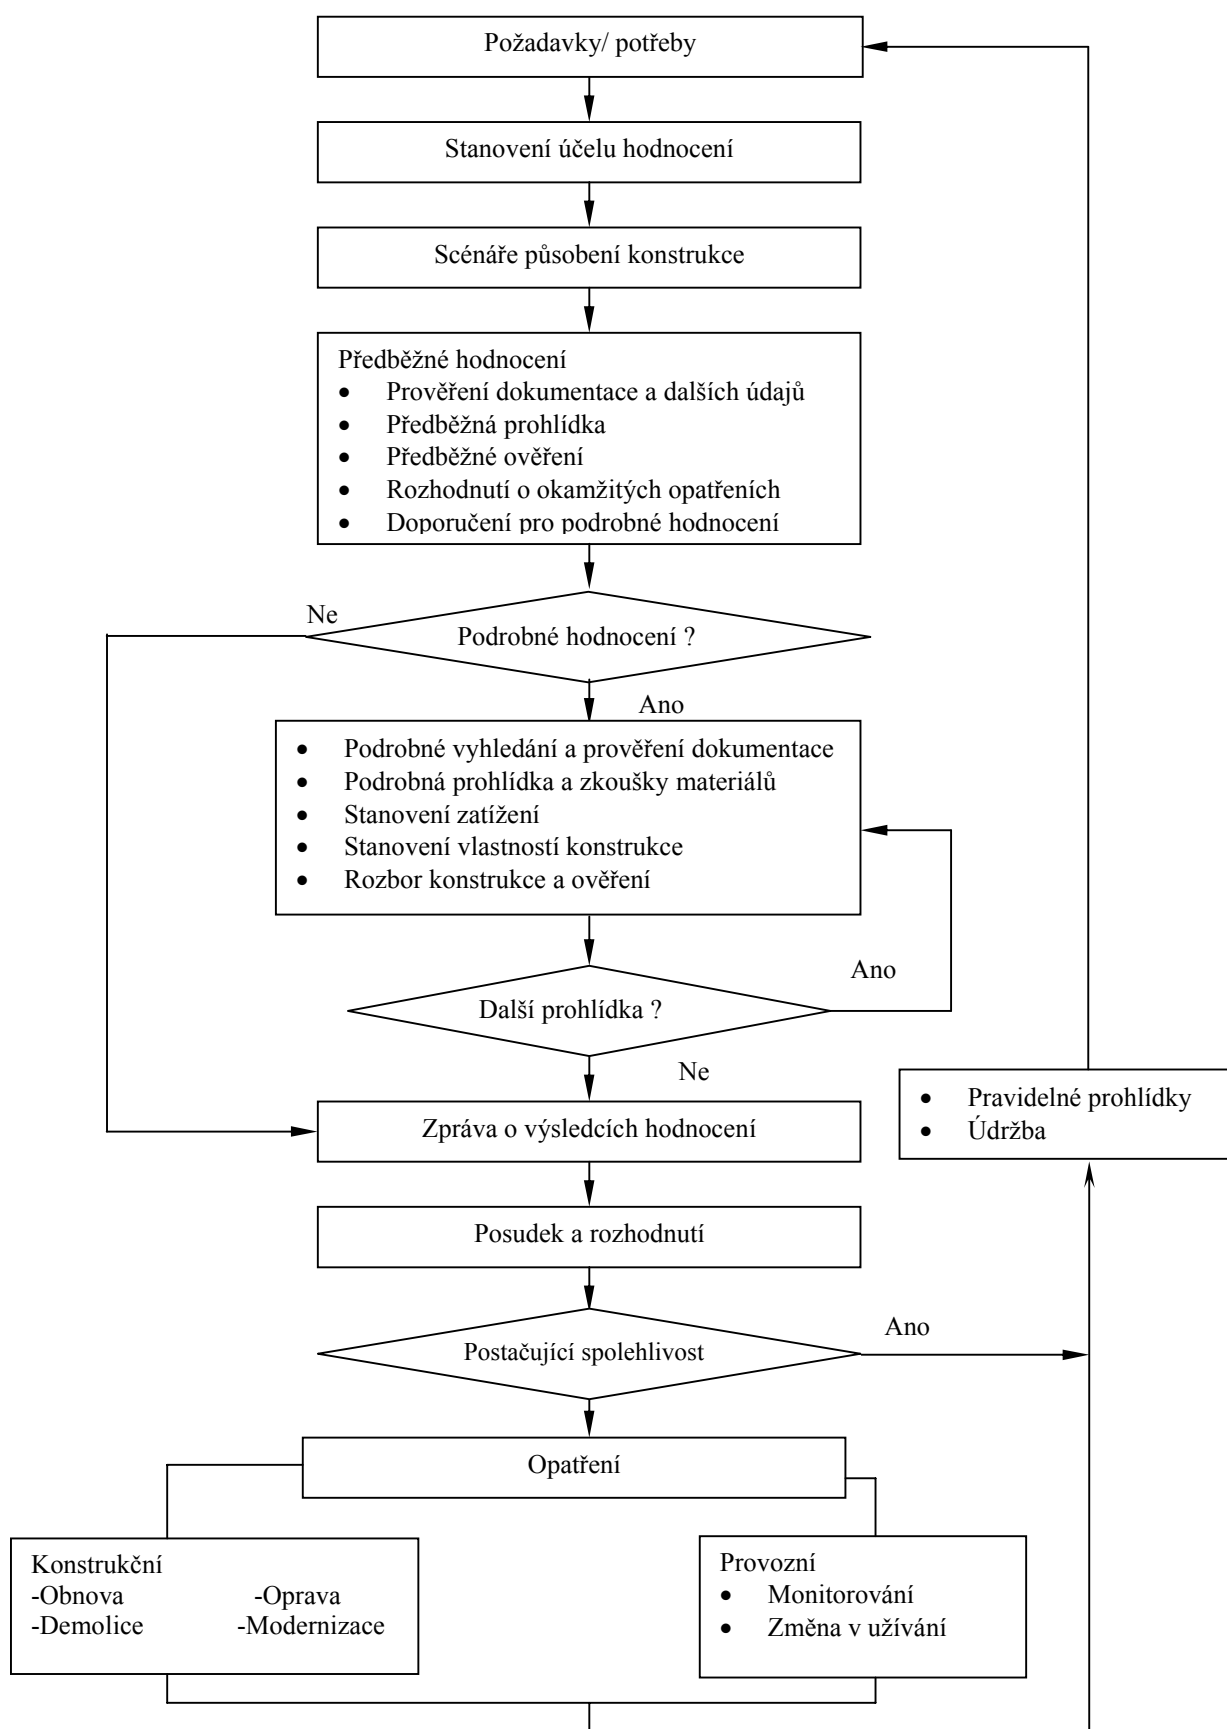 Požadavky/ potřeby
Stanovení účelu hodnocení
Scénáře působení konstrukce
Předběžné hodnocení
• Prověření dokumentace a dalších údajů
• Předběžná prohlídka
• Předběžné ověření
• Rozhodnutí o okamžitých opatřeních
• Doporučení pro podrobné hodnocení
Ne
Podrobné hodnocení ?
Ano
• Podrobné vyhledání a prověření dokumentace
• Podrobná prohlídka a zkoušky materiálů
• Stanovení zatížení
• Stanovení vlastností konstrukce
• Rozbor konstrukce a ověření
Ano
Další prohlídka ?
Ne
• Pravidelné prohlídky
• Údržba
Zpráva o výsledcích hodnocení
Posudek a rozhodnutí
Ano
Postačující spolehlivost
Opatření
Konstrukční
-Obnova -Oprava
-Demolice -Modernizace
Provozní
• Monitorování
• Změna v užívání